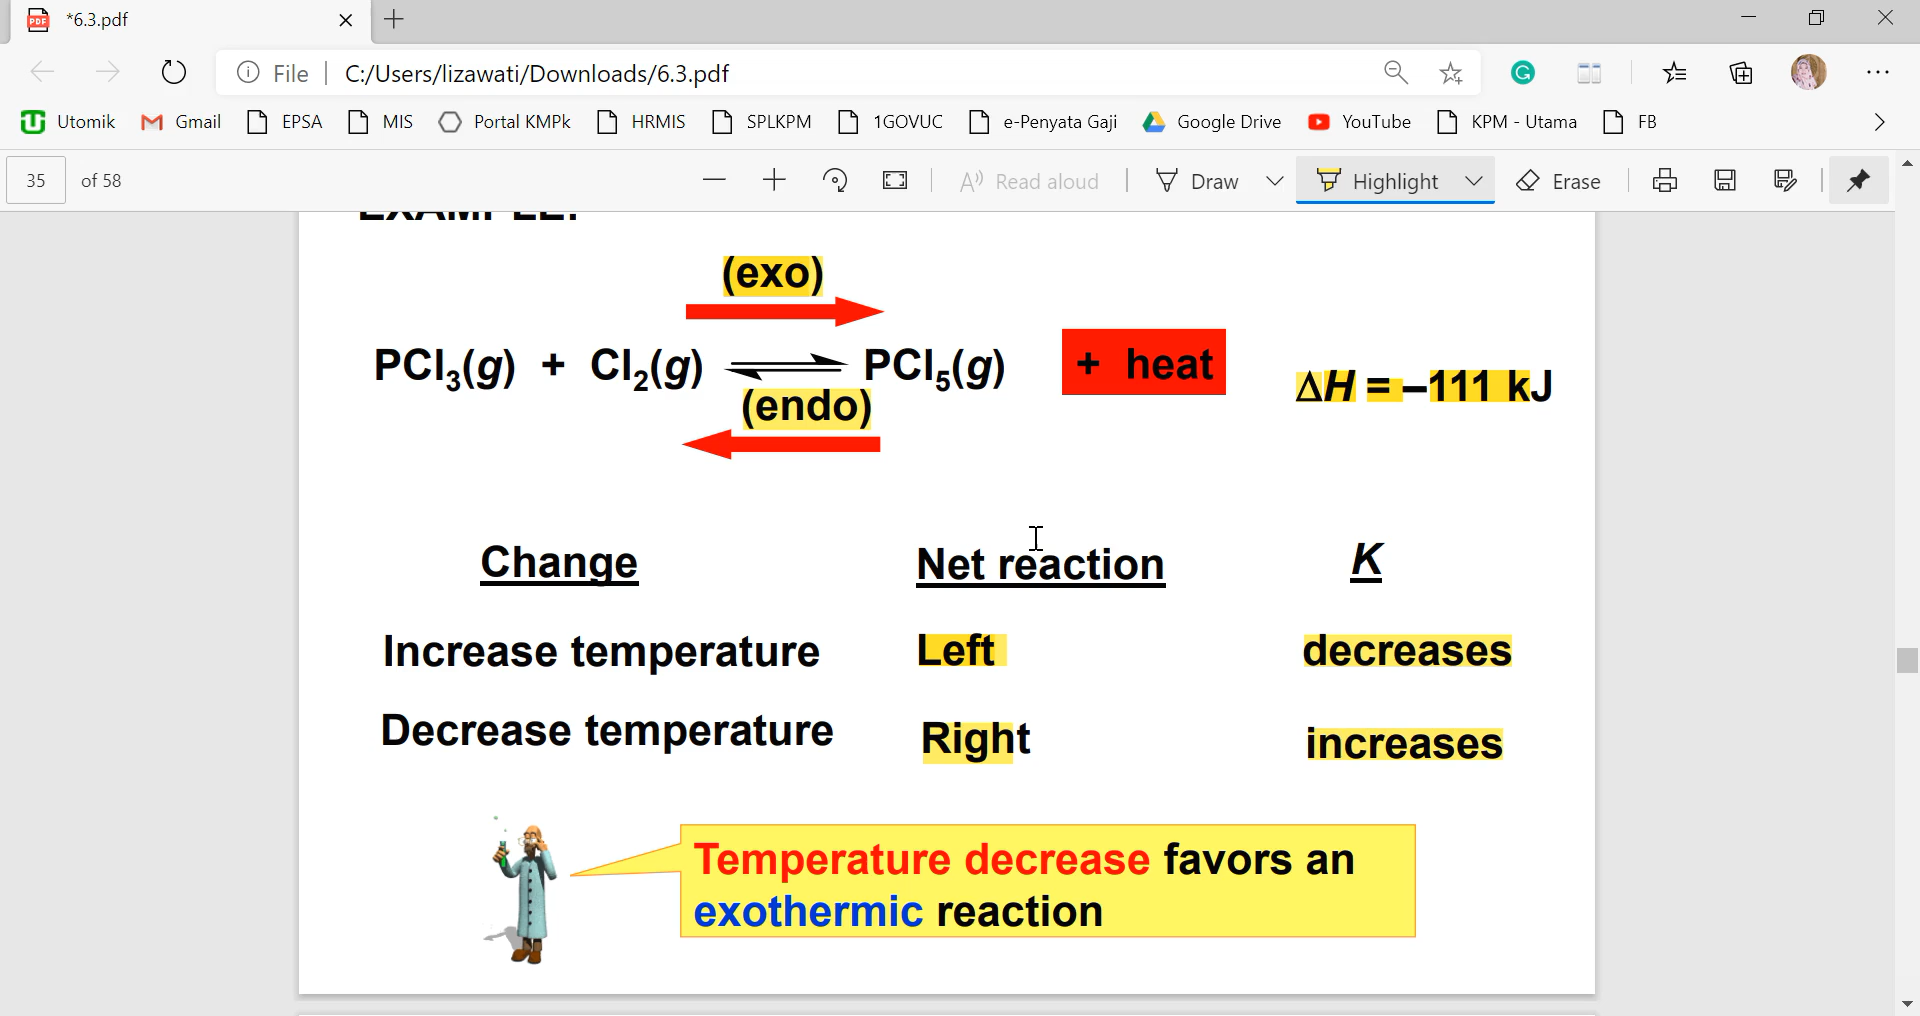 *6.3.pdf
File | C:/Users/lizawati/Downloads/6.3.pdf
Utomik Gmail EPSA MIS Portal KMPk HRMIS SPLKPM 1GOVUC e-Penyata Gaji Google Drive YouTube KPM - Utama FB
35 of 58 Read aloud Draw Highlight Erase
EXAMPLE:
(exo)
PCl₃(g) + Cl₂(g) ⇌ PCl₅(g) + heat ΔH = –111 kJ
(endo)
Change Net reaction K
Increase temperature Left decreases
Decrease temperature Right increases
Temperature decrease favors an
exothermic reaction